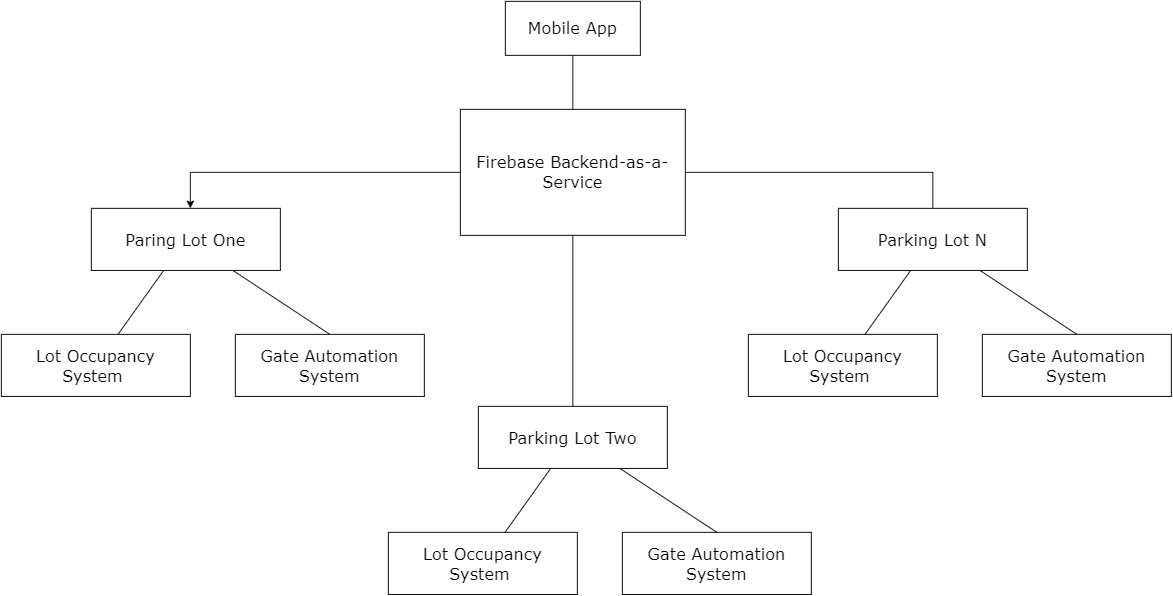 Mobile App
Firebase Backend-as-a-
Service
Paring Lot One
Parking Lot N
Lot Occupancy
System
Gate Automation
System
Lot Occupancy
System
Gate Automation
System
Parking Lot Two
Lot Occupancy
System
Gate Automation
System